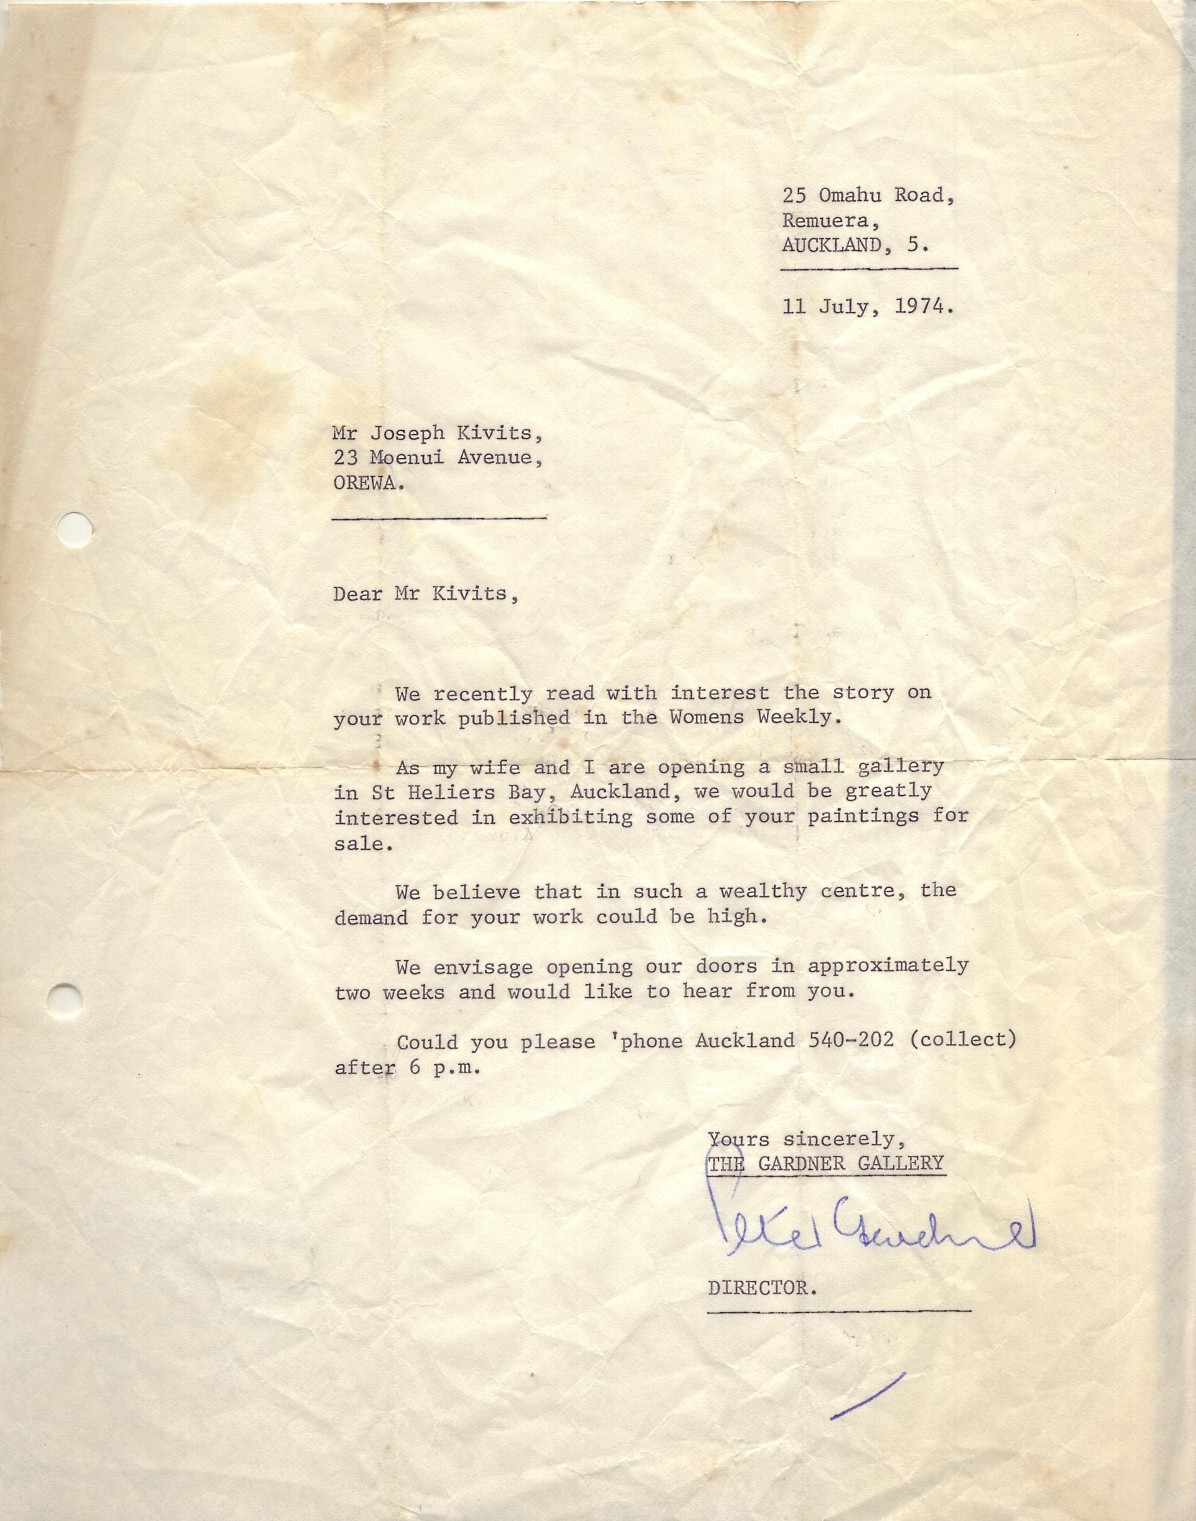 25 Omahu Road,
Remuera,
AUCKLAND, 5.
11 July, 1974.
Mr Joseph Kivits,
23 Moenui Avenue,
OREWA.
Dear Mr Kivits,
We recently read with interest the story on
your work published in the Womens Weekly.
As my wife and I are opening a small gallery
in St Heliers Bay, Auckland, we would be greatly
interested in exhibiting some of your paintings for
sale.
We believe that in such a wealthy centre, the
demand for your work could be high.
We envisage opening our doors in approximately
two weeks and would like to hear from you.
Could you please 'phone Auckland 540-202 (collect)
after 6 p.m.
Yours sincerely,
THE GARDNER GALLERY
Peter Gardner
DIRECTOR.